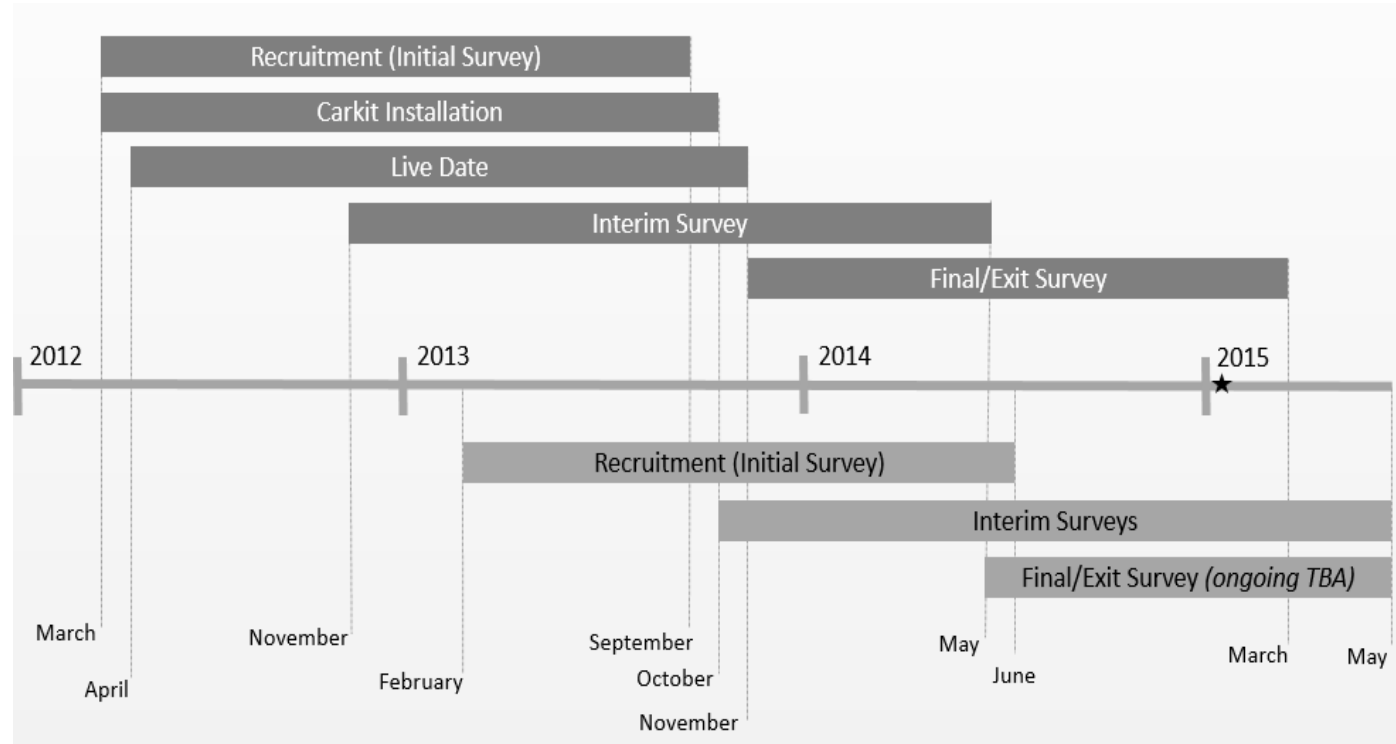 Recruitment (Initial Survey)
Carkit Installation
Live Date
Interim Survey
Final/Exit Survey
2012
2013
2014
2015
Recruitment (Initial Survey)
Interim Surveys
Final/Exit Survey (ongoing TBA)
March
November
September
May
March
May
April
February
October
June
November